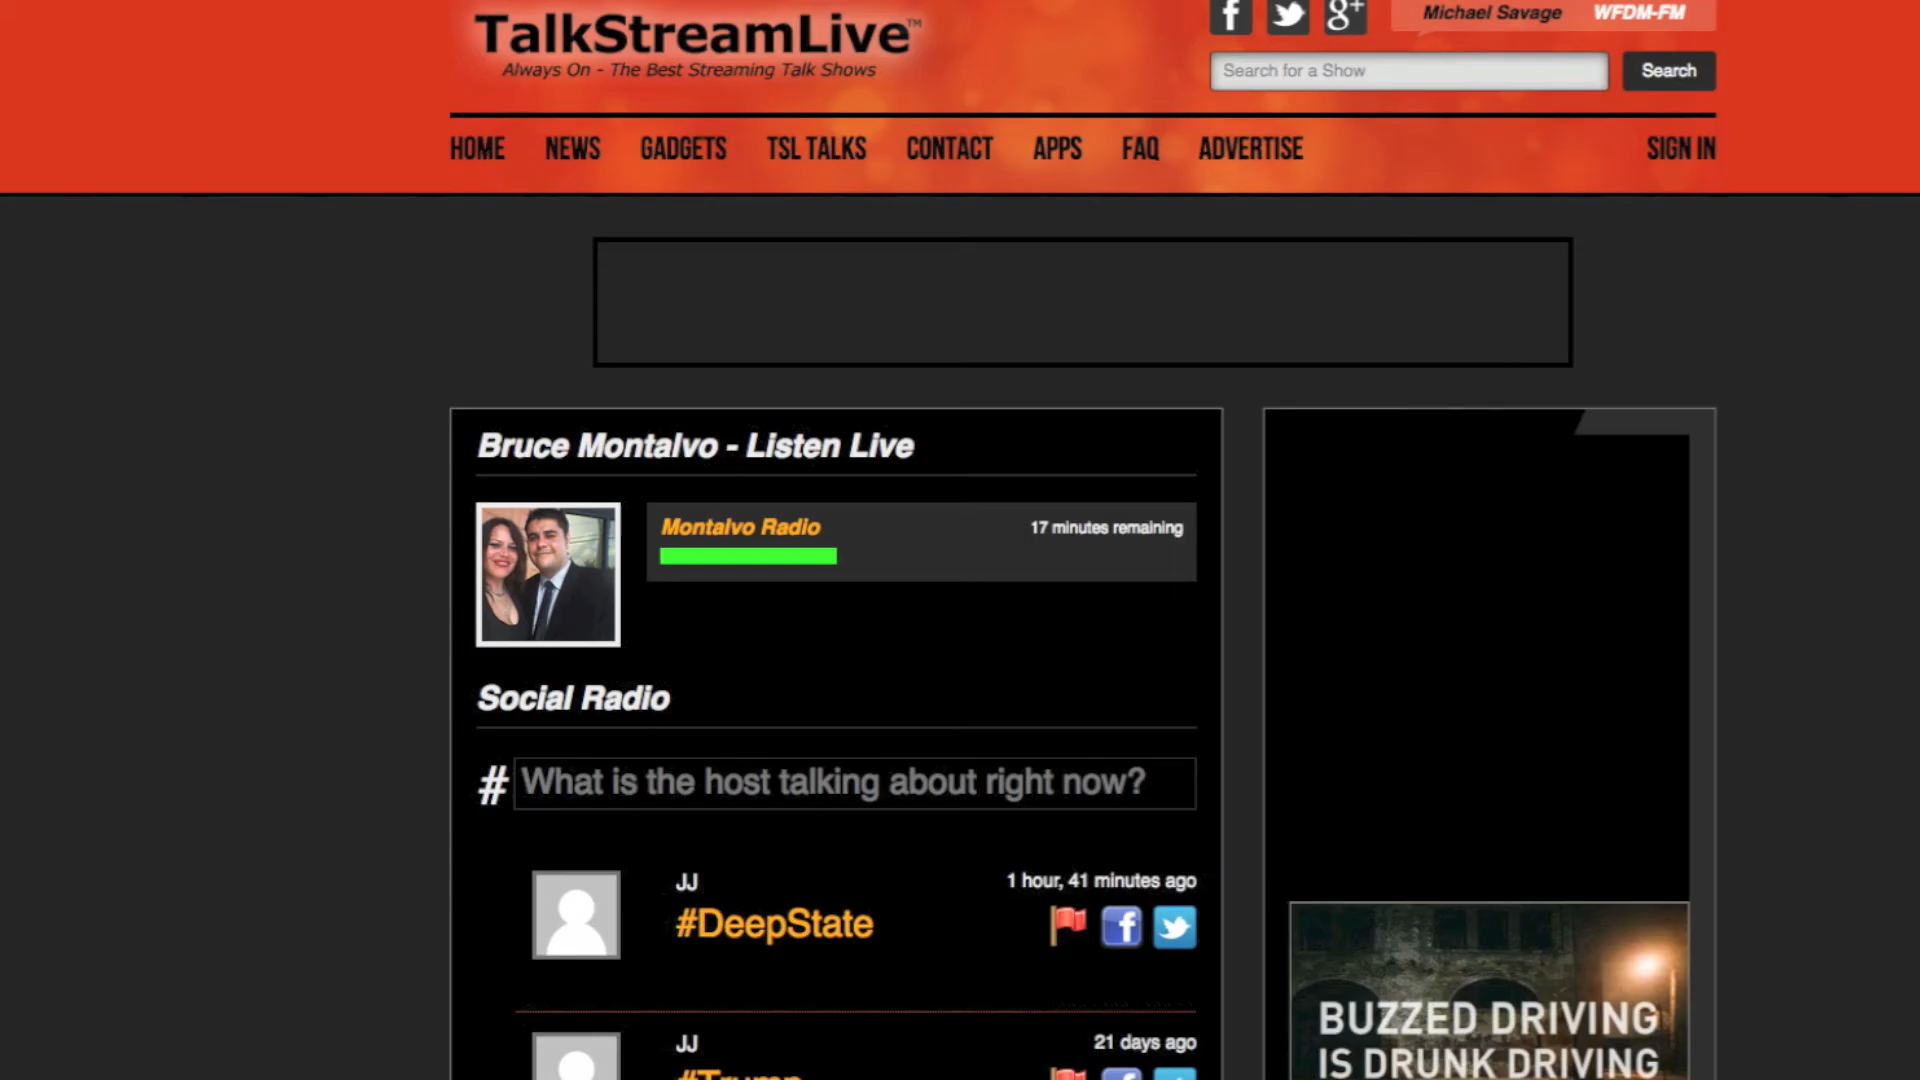 TalkStreamLive™
Always On - The Best Streaming Talk Shows
f
g+
Michael Savage WFDM-FM
Search for a Show
Search
HOME NEWS GADGETS TSL TALKS CONTACT APPS FAQ ADVERTISE SIGN IN
Bruce Montalvo - Listen Live
Montalvo Radio
17 minutes remaining
Social Radio
# What is the host talking about right now?
JJ
1 hour, 41 minutes ago
#DeepState
f
JJ
21 days ago
#Trump
BUZZED DRIVING
IS DRUNK DRIVING